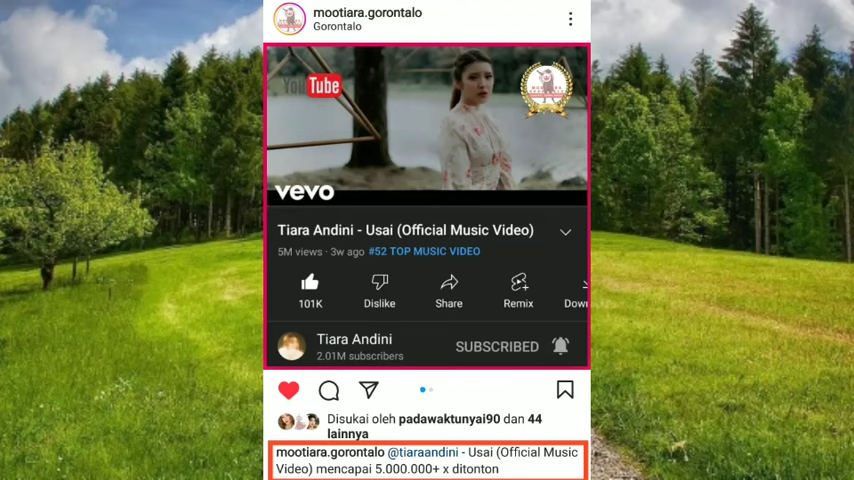 mootiara.gorontalo
Gorontalo
YouTube
vevo
Tiara Andini - Usai (Official Music Video)
5M views · 3w ago #52 TOP MUSIC VIDEO
101K Dislike Share Remix Down
Tiara Andini
2.01M subscribers
SUBSCRIBED
Disukai oleh padawaktunyai90 dan 44
lainnya
mootiara.gorontalo @tiaraandini - Usai (Official Music
Video) mencapai 5.000.000+ x ditonton